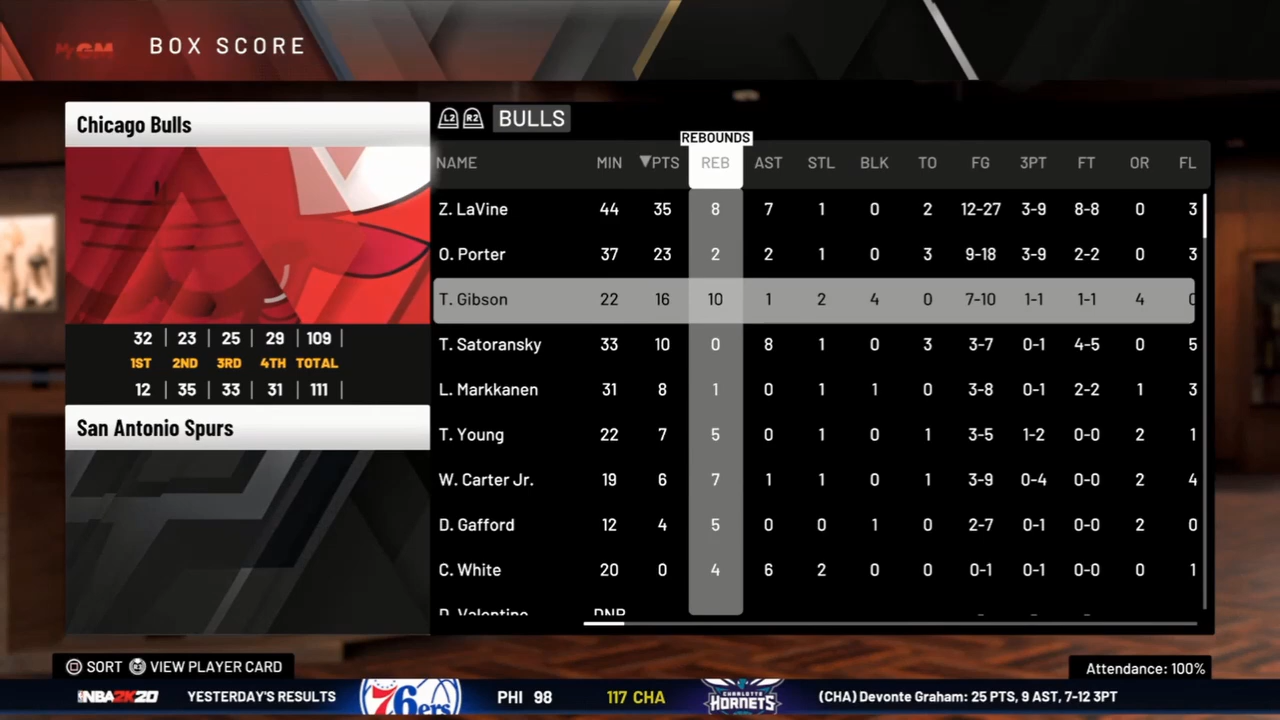 MyGM BOX SCORE
Chicago Bulls
32 | 23 | 25 | 29 | 109 |
1ST 2ND 3RD 4TH TOTAL
12 | 35 | 33 | 31 | 111 |
San Antonio Spurs
L2 R2 BULLS
REBOUNDS
NAME MIN ▼PTS REB AST STL BLK TO FG 3PT FT OR FL
Z. LaVine 44 35 8 7 1 0 2 12-27 3-9 8-8 0 3
O. Porter 37 23 2 2 1 0 3 9-18 3-9 2-2 0 3
T. Gibson 22 16 10 1 2 4 0 7-10 1-1 1-1 4 0
T. Satoransky 33 10 0 8 1 0 3 3-7 0-1 4-5 0 5
L. Markkanen 31 8 1 0 1 1 0 3-8 0-1 2-2 1 3
T. Young 22 7 5 0 1 0 1 3-5 1-2 0-0 2 1
W. Carter Jr. 19 6 7 1 1 0 1 3-9 0-4 0-0 2 4
D. Gafford 12 4 5 0 0 1 0 2-7 0-1 0-0 2 0
C. White 20 0 4 6 2 0 0 0-1 0-1 0-0 0 1
D. Valentine DNP - - -
SORT R3 VIEW PLAYER CARD
Attendance: 100%
NBA2K20 YESTERDAY'S RESULTS 76ers PHI 98 117 CHA CHARLOTTE HORNETS (CHA) Devonte Graham: 25 PTS, 9 AST, 7-12 3PT